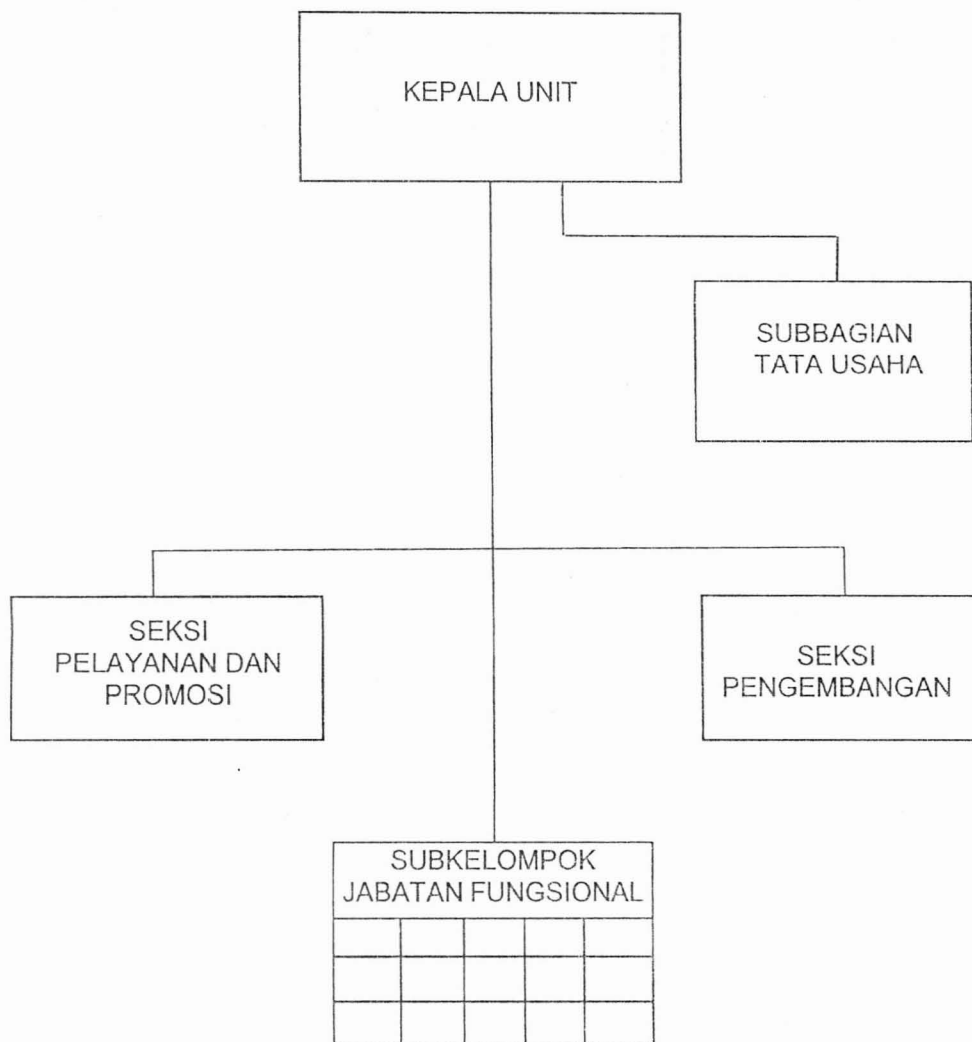 KEPALA UNIT
SUBBAGIAN
TATA USAHA
SEKSI
PELAYANAN DAN
PROMOSI
SEKSI
PENGEMBANGAN
SUBKELOMPOK
JABATAN FUNGSIONAL